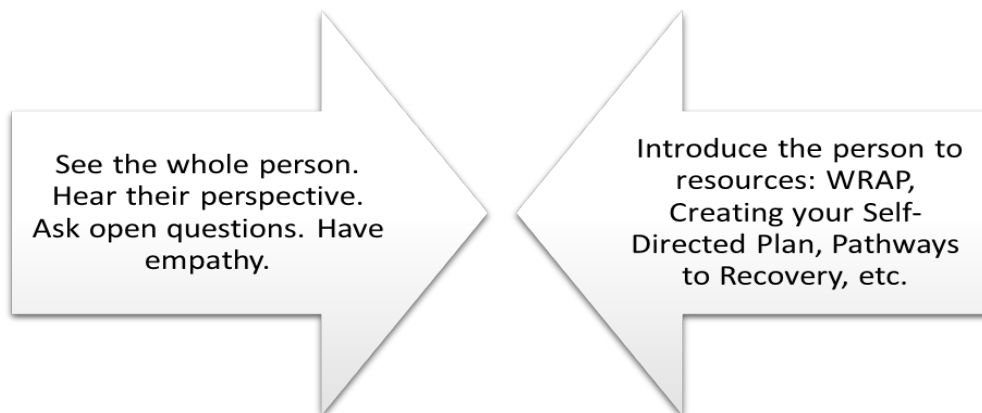 See the whole person.
Hear their perspective.
Ask open questions. Have
empathy.
Introduce the person to
resources: WRAP,
Creating your Self-
Directed Plan, Pathways
to Recovery, etc.